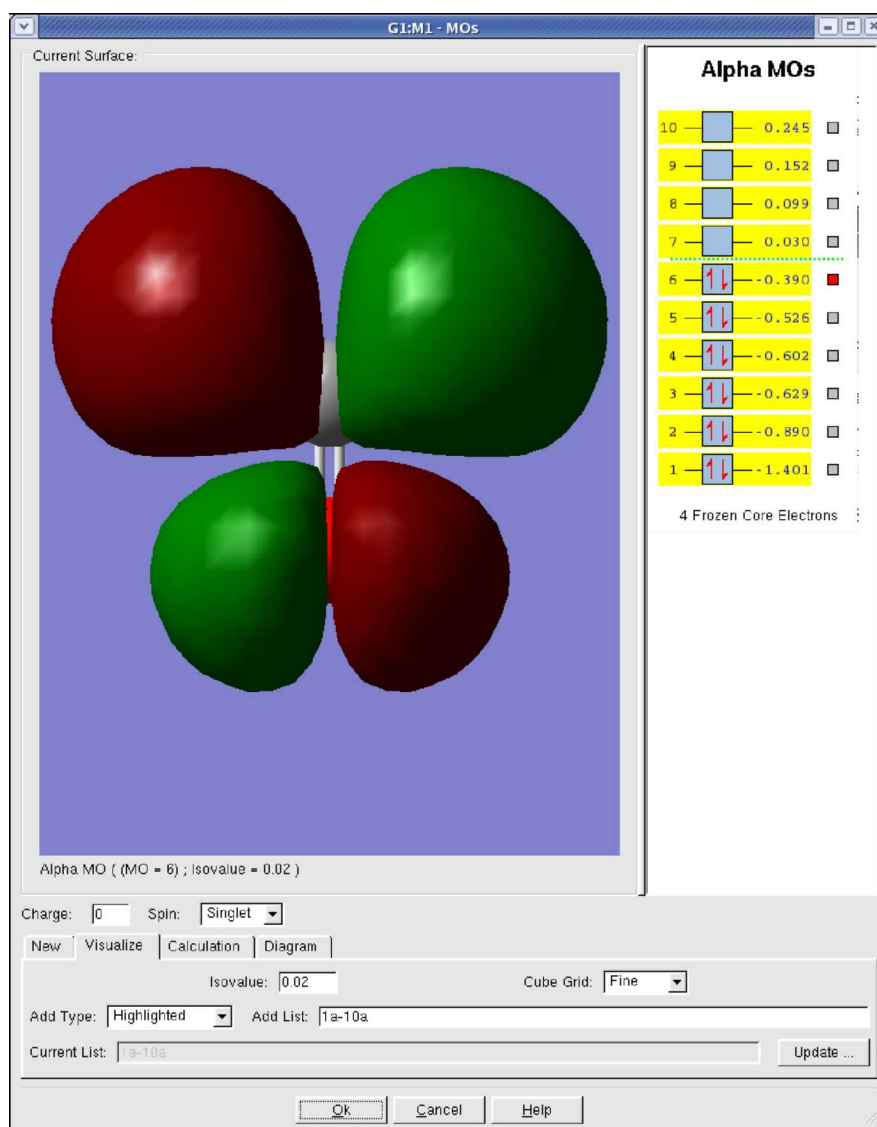 G1:M1 - MOs
Current Surface:
Alpha MOs
10 0.245
9 0.152
8 0.099
7 0.030
6 -0.390
5 -0.526
4 -0.602
3 -0.629
2 -0.890
1 -1.401
4 Frozen Core Electrons
Alpha MO ( (MO = 6) ; Isovalue = 0.02 )
Charge: 0 Spin: Singlet
New Visualize Calculation Diagram
Isovalue: 0.02 Cube Grid: Fine
Add Type: Highlighted Add List: 1a-10a
Current List: 1a-10a Update ...
Ok Cancel Help